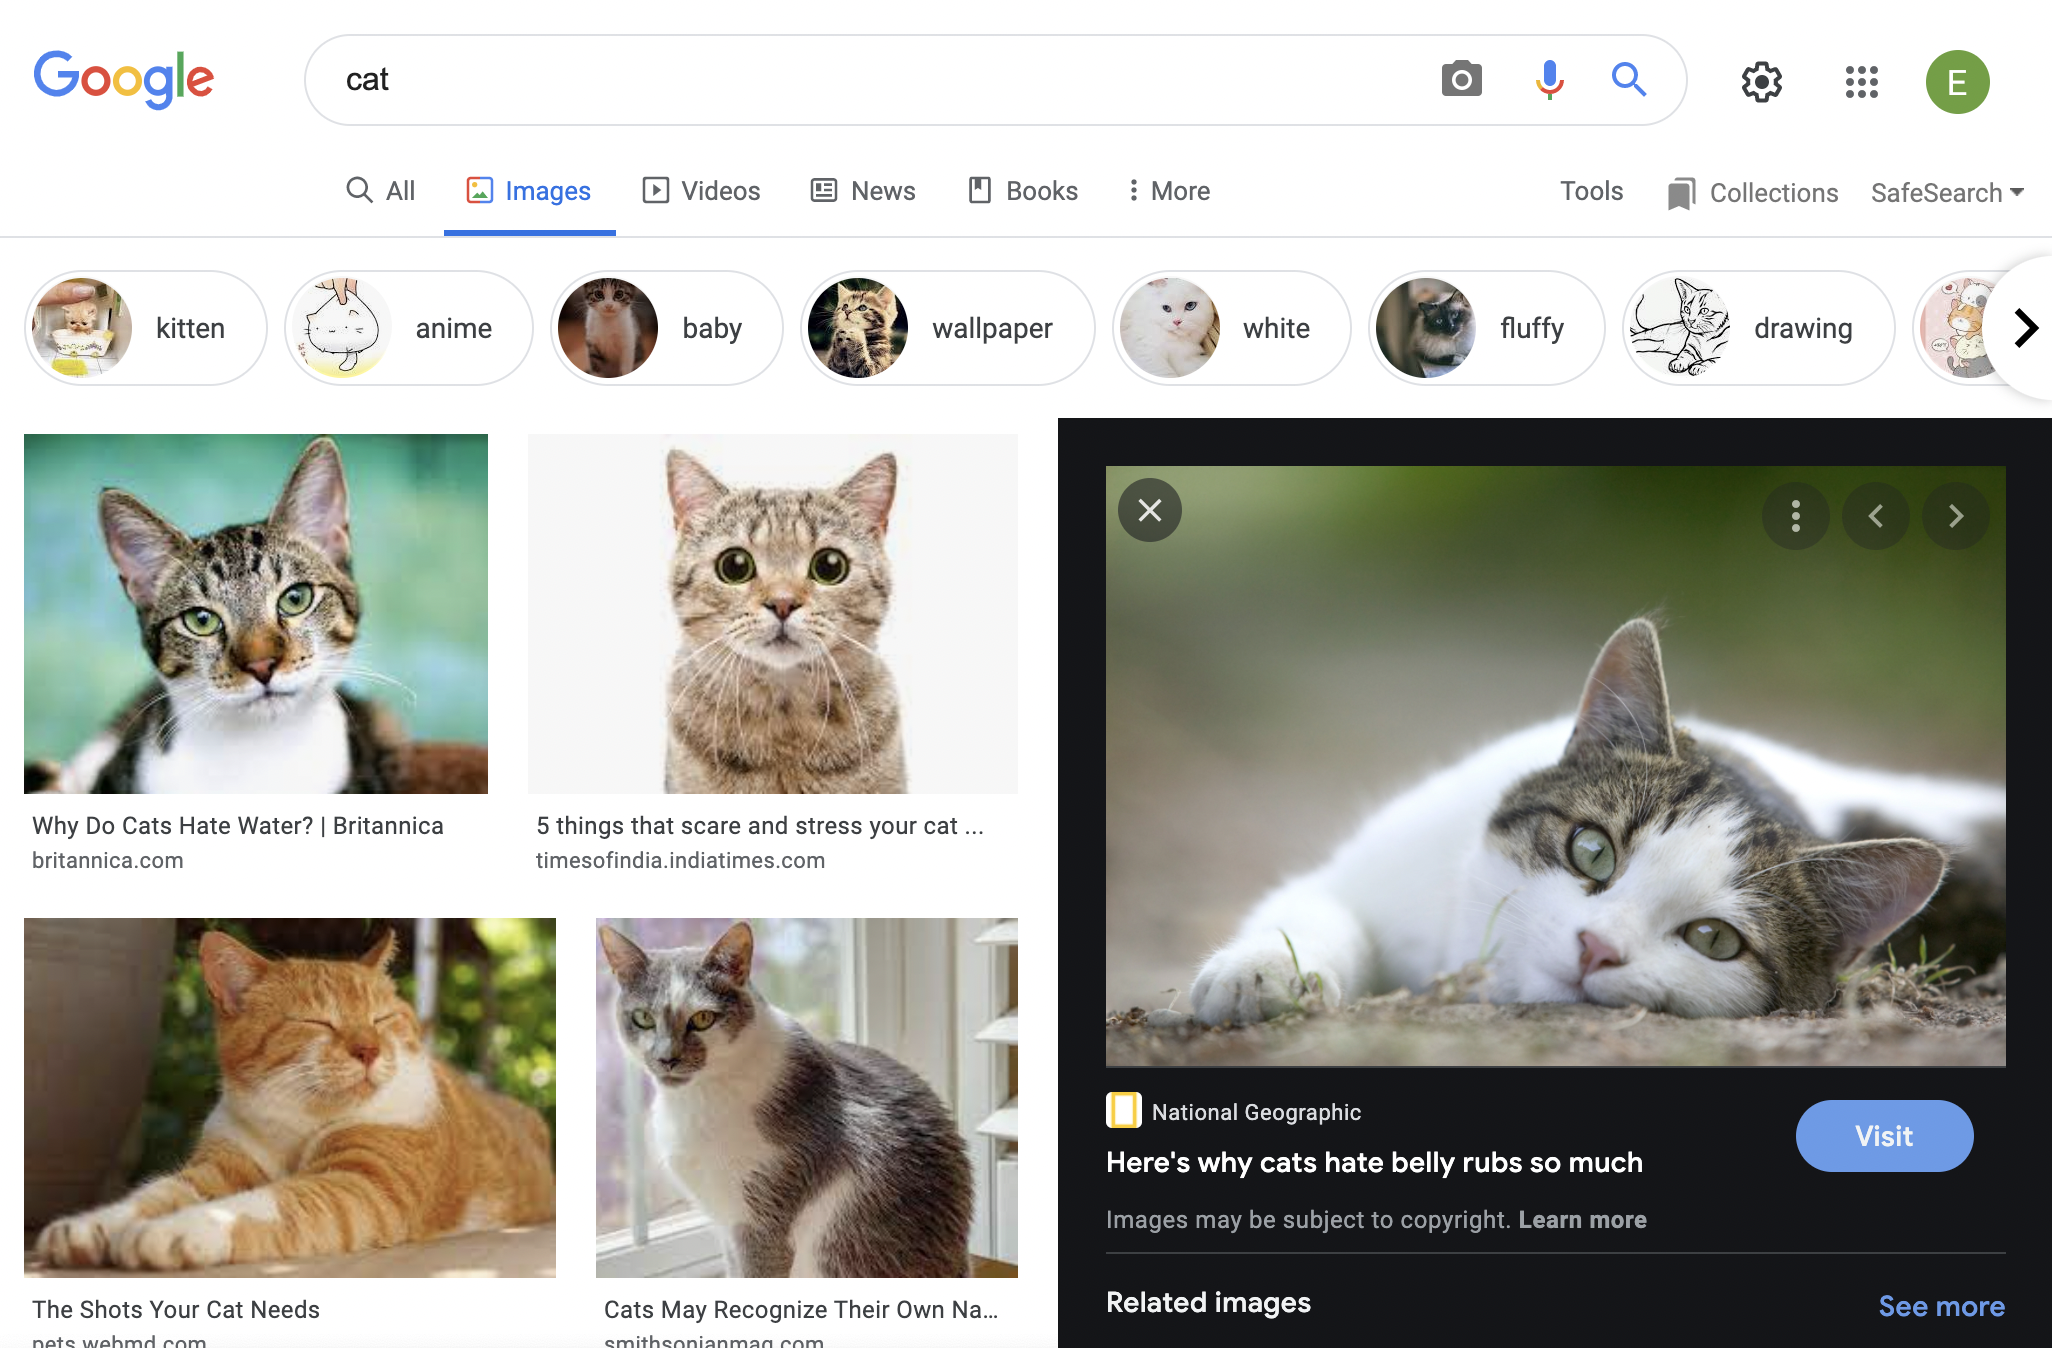 Google
cat
E
All
Images
Videos
News
Books
More
Tools
Collections
SafeSearch
kitten
anime
baby
wallpaper
white
fluffy
drawing
Why Do Cats Hate Water? | Britannica
britannica.com
5 things that scare and stress your cat ...
timesofindia.indiatimes.com
The Shots Your Cat Needs
pets.webmd.com
Cats May Recognize Their Own Na...
smithsonianmag.com
National Geographic
Visit
Here's why cats hate belly rubs so much
Images may be subject to copyright. Learn more
Related images
See more